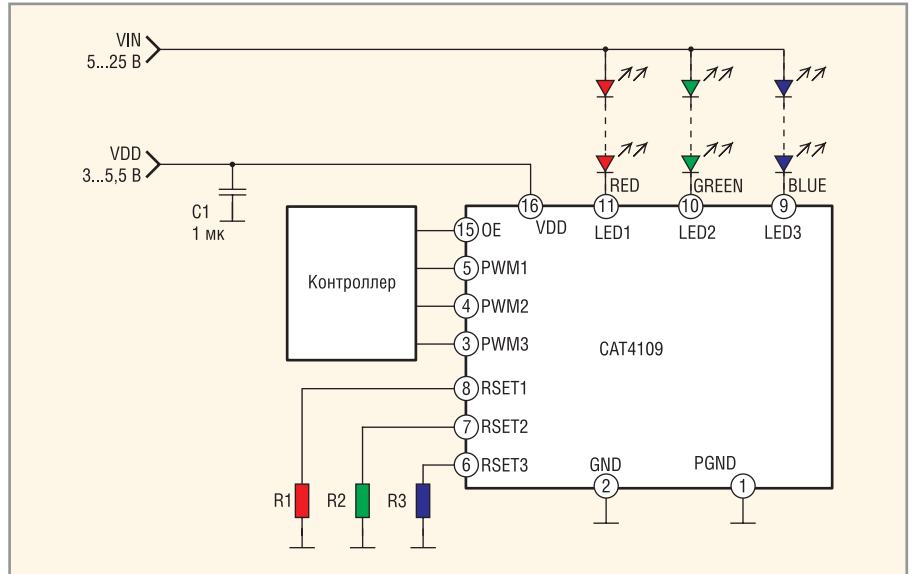 VIN
5...25 В
VDD
3...5,5 В
C1
1 мк
RED
GREEN
BLUE
16
11
10
9
VDD
LED1
LED2
LED3
Контроллер
15 OE
5 PWM1
4 PWM2
3 PWM3
CAT4109
8 RSET1
7 RSET2
6 RSET3
GND
PGND
2
1
R1
R2
R3